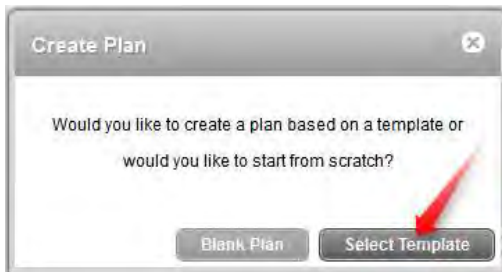 Create Plan
Would you like to create a plan based on a template or
would you like to start from scratch?
Blank Plan Select Template